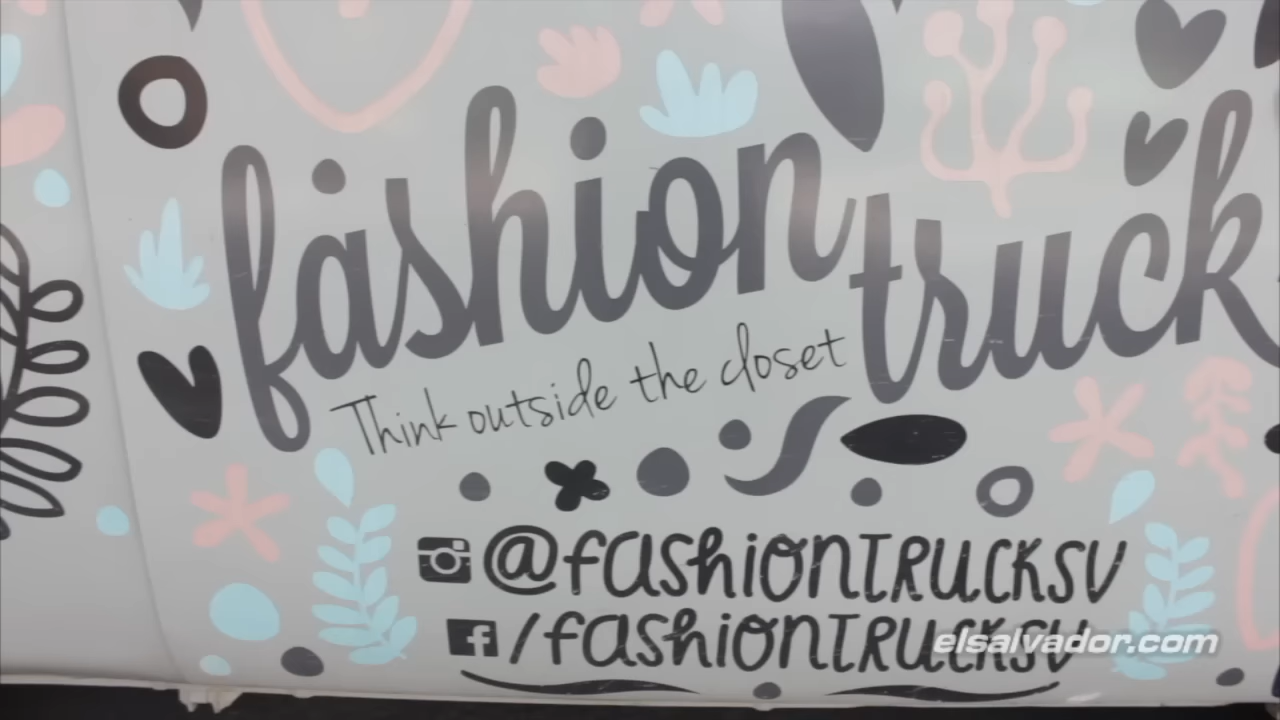 fashion truck
Think outside the closet
@fashionTRUCKSV
/fashionTRUCKSV
elsalvador.com